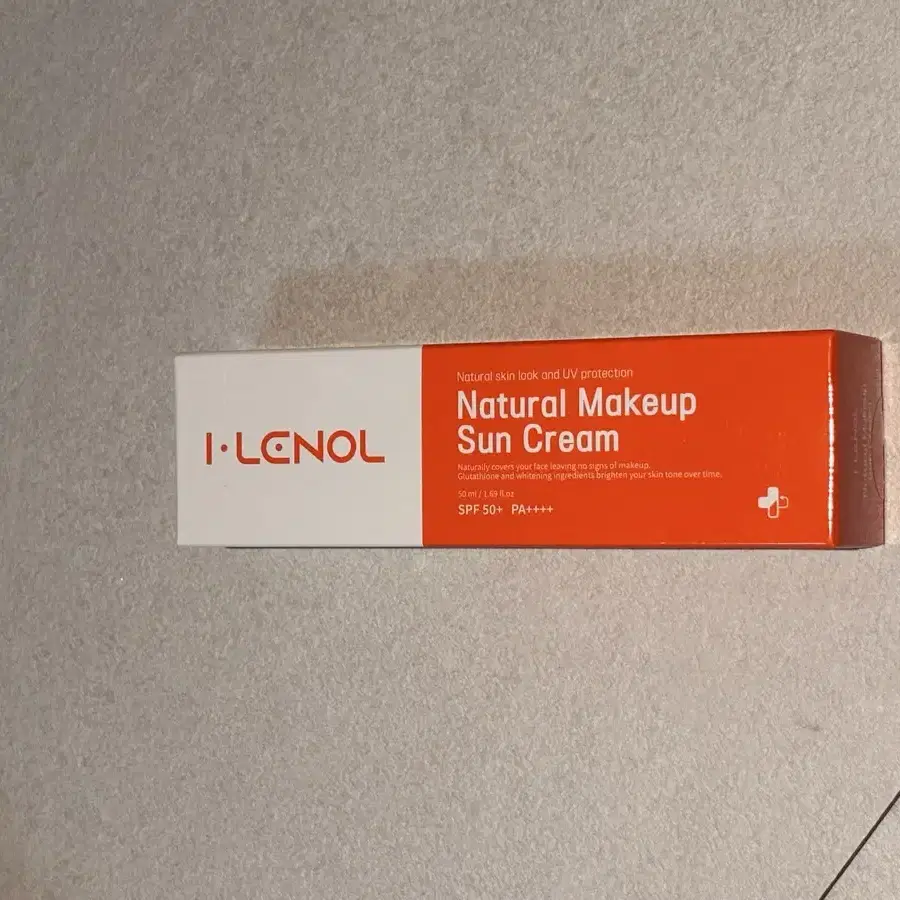 I·LENOL
Natural skin look and UV protection
Natural Makeup
Sun Cream
Naturally covers your face leaving no signs of makeup.
Glutathione and whitening ingredients brighten your skin tone over time.
50 ml / 1.69 fl.oz
SPF 50+ PA++++